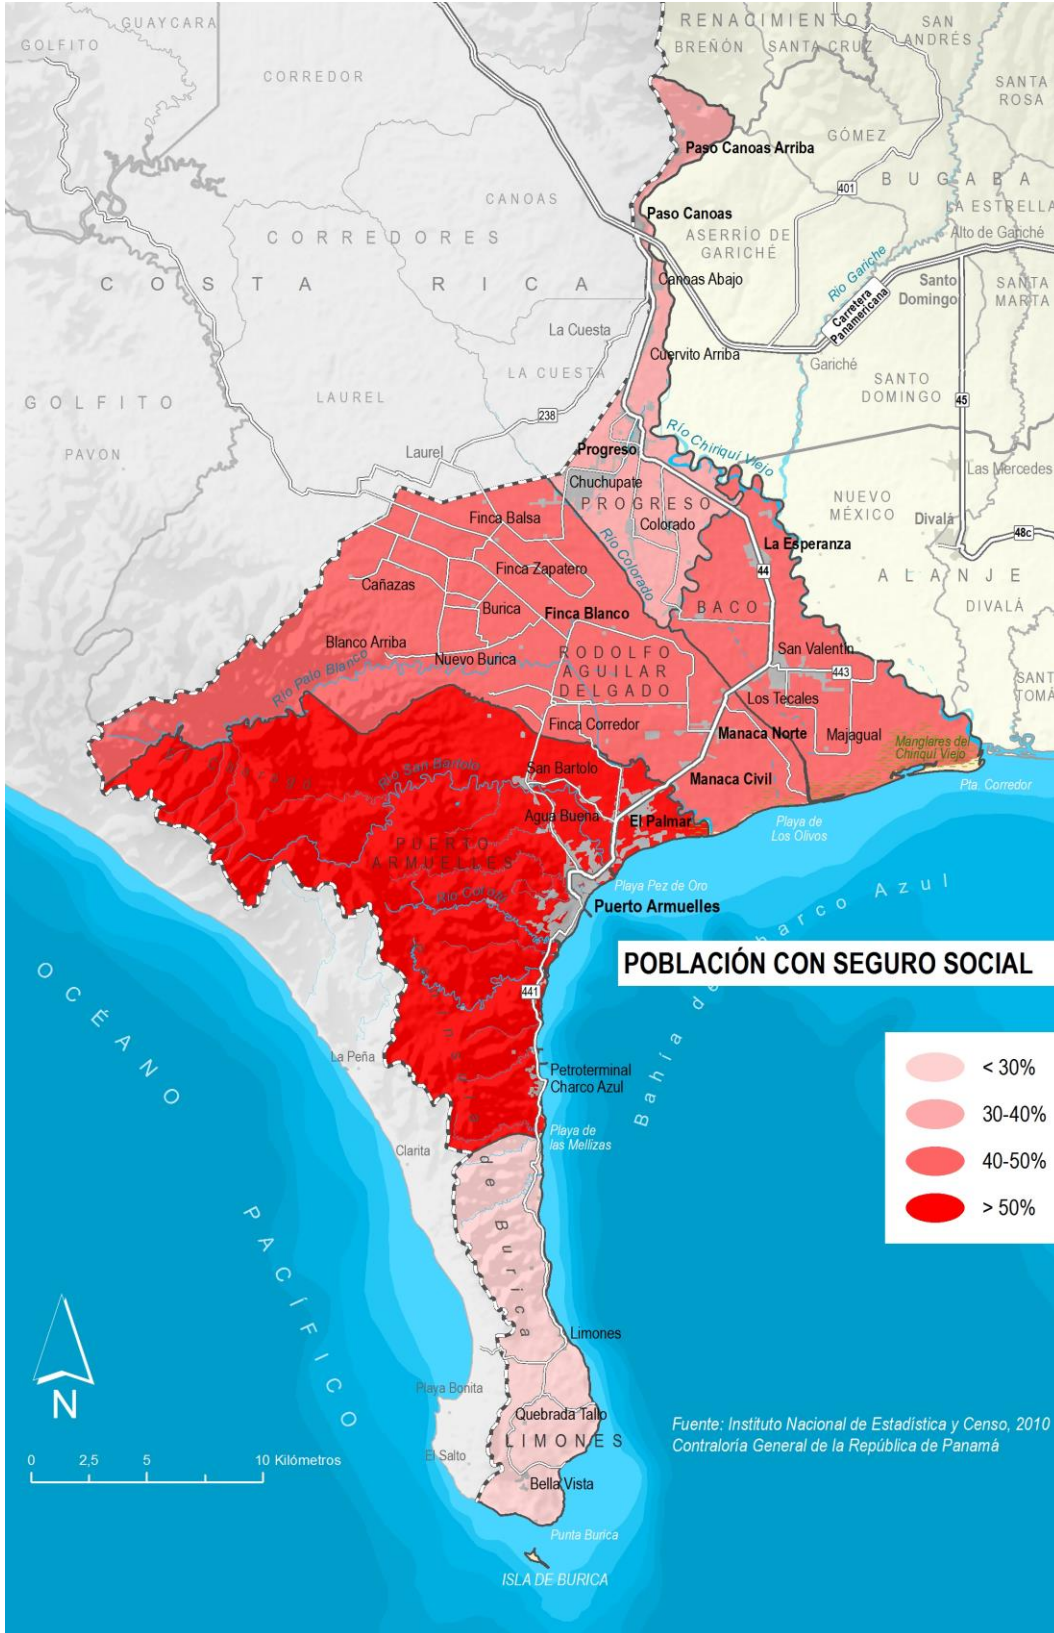 GUAYCARA
GOLFITO
CORREDOR
RENACIMIENTO
BREÑÓN
SANTA CRUZ
SAN
ANDRÉS
SANTA
ROSA
GÓMEZ
Paso Canoas Arriba
401
BUGABA
CANOAS
Paso Canoas
LA ESTRELLA
CORREDORES
ASERRÍO DE
GARICHÉ
Alto de Gariché
COSTA RICA
Canoas Abajo
Río Gariche
Santo
Domingo
SANTA
MARTA
Carretera
Panamericana
La Cuesta
Cuervito Arriba
Gariché
LA CUESTA
SANTO
DOMINGO
GOLFITO
LAUREL
238
45
PAVON
Laurel
Progreso
Río Chiriqui Viejo
Las Mercedes
Chuchupate
PROGRESO
NUEVO
MÉXICO
Finca Balsa
Colorado
Divalá
48c
La Esperanza
Río Colorado
Finca Zapatero
44
ALANJE
Cañazas
Burica
Finca Blanco
BACO
DIVALÁ
Blanco Arriba
Nuevo Burica
RODOLFO
AGUILAR
DELGADO
San Valentín
443
SANT
TOMÁ
Río Palo Blanco
Los Tecales
Finca Corredor
Manaca Norte
Majagual
Manglares del
Chiriquí Viejo
Río San Bartolo
San Bartolo
Manaca Civil
Pta. Corredor
Agua Buena
El Palmar
Playa de
Los Olivos
PUERTO
ARMUELLES
Playa Pez de Oro
Puerto Armuelles
Bahía de Charco Azul
POBLACIÓN CON SEGURO SOCIAL
441
OCÉANO PACÍFICO
La Peña
Petroterminal
Charco Azul
< 30%
30-40%
40-50%
> 50%
Playa de
las Mellizas
Clarita
de Burica
Limones
Playa Bonita
N
Quebrada Tallo
LIMONES
El Salto
Fuente: Instituto Nacional de Estadística y Censo, 2010
Contraloría General de la República de Panamá
0 2,5 5 10 Kilómetros
Bella Vista
Punta Burica
ISLA DE BURICA